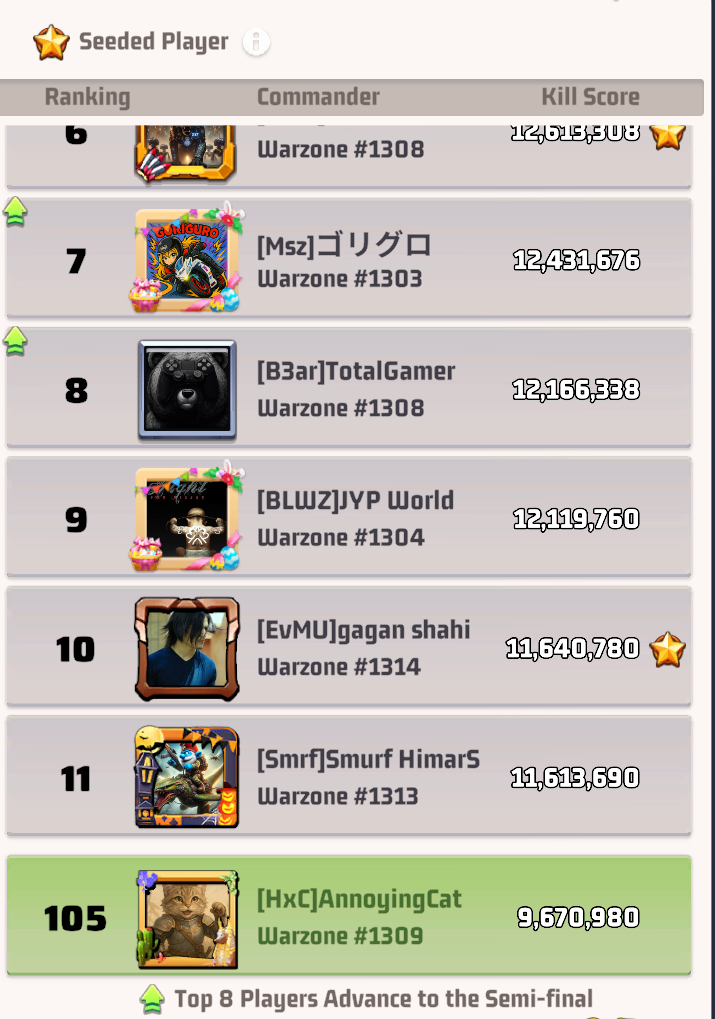 Seeded Player
Ranking Commander Kill Score
6 12,613,308
Warzone #1308
GORIGURO
7 [Msz]ゴリグロ 12,431,676
Warzone #1303
8 [B3ar]TotalGamer 12,166,338
Warzone #1308
9 [BLWZ]JYP World 12,119,760
Warzone #1304
10 [EvMU]gagan shahi 11,640,780
Warzone #1314
11 [Smrf]Smurf HimarS 11,613,690
Warzone #1313
105 [HxC]AnnoyingCat 9,670,980
Warzone #1309
Top 8 Players Advance to the Semi-final